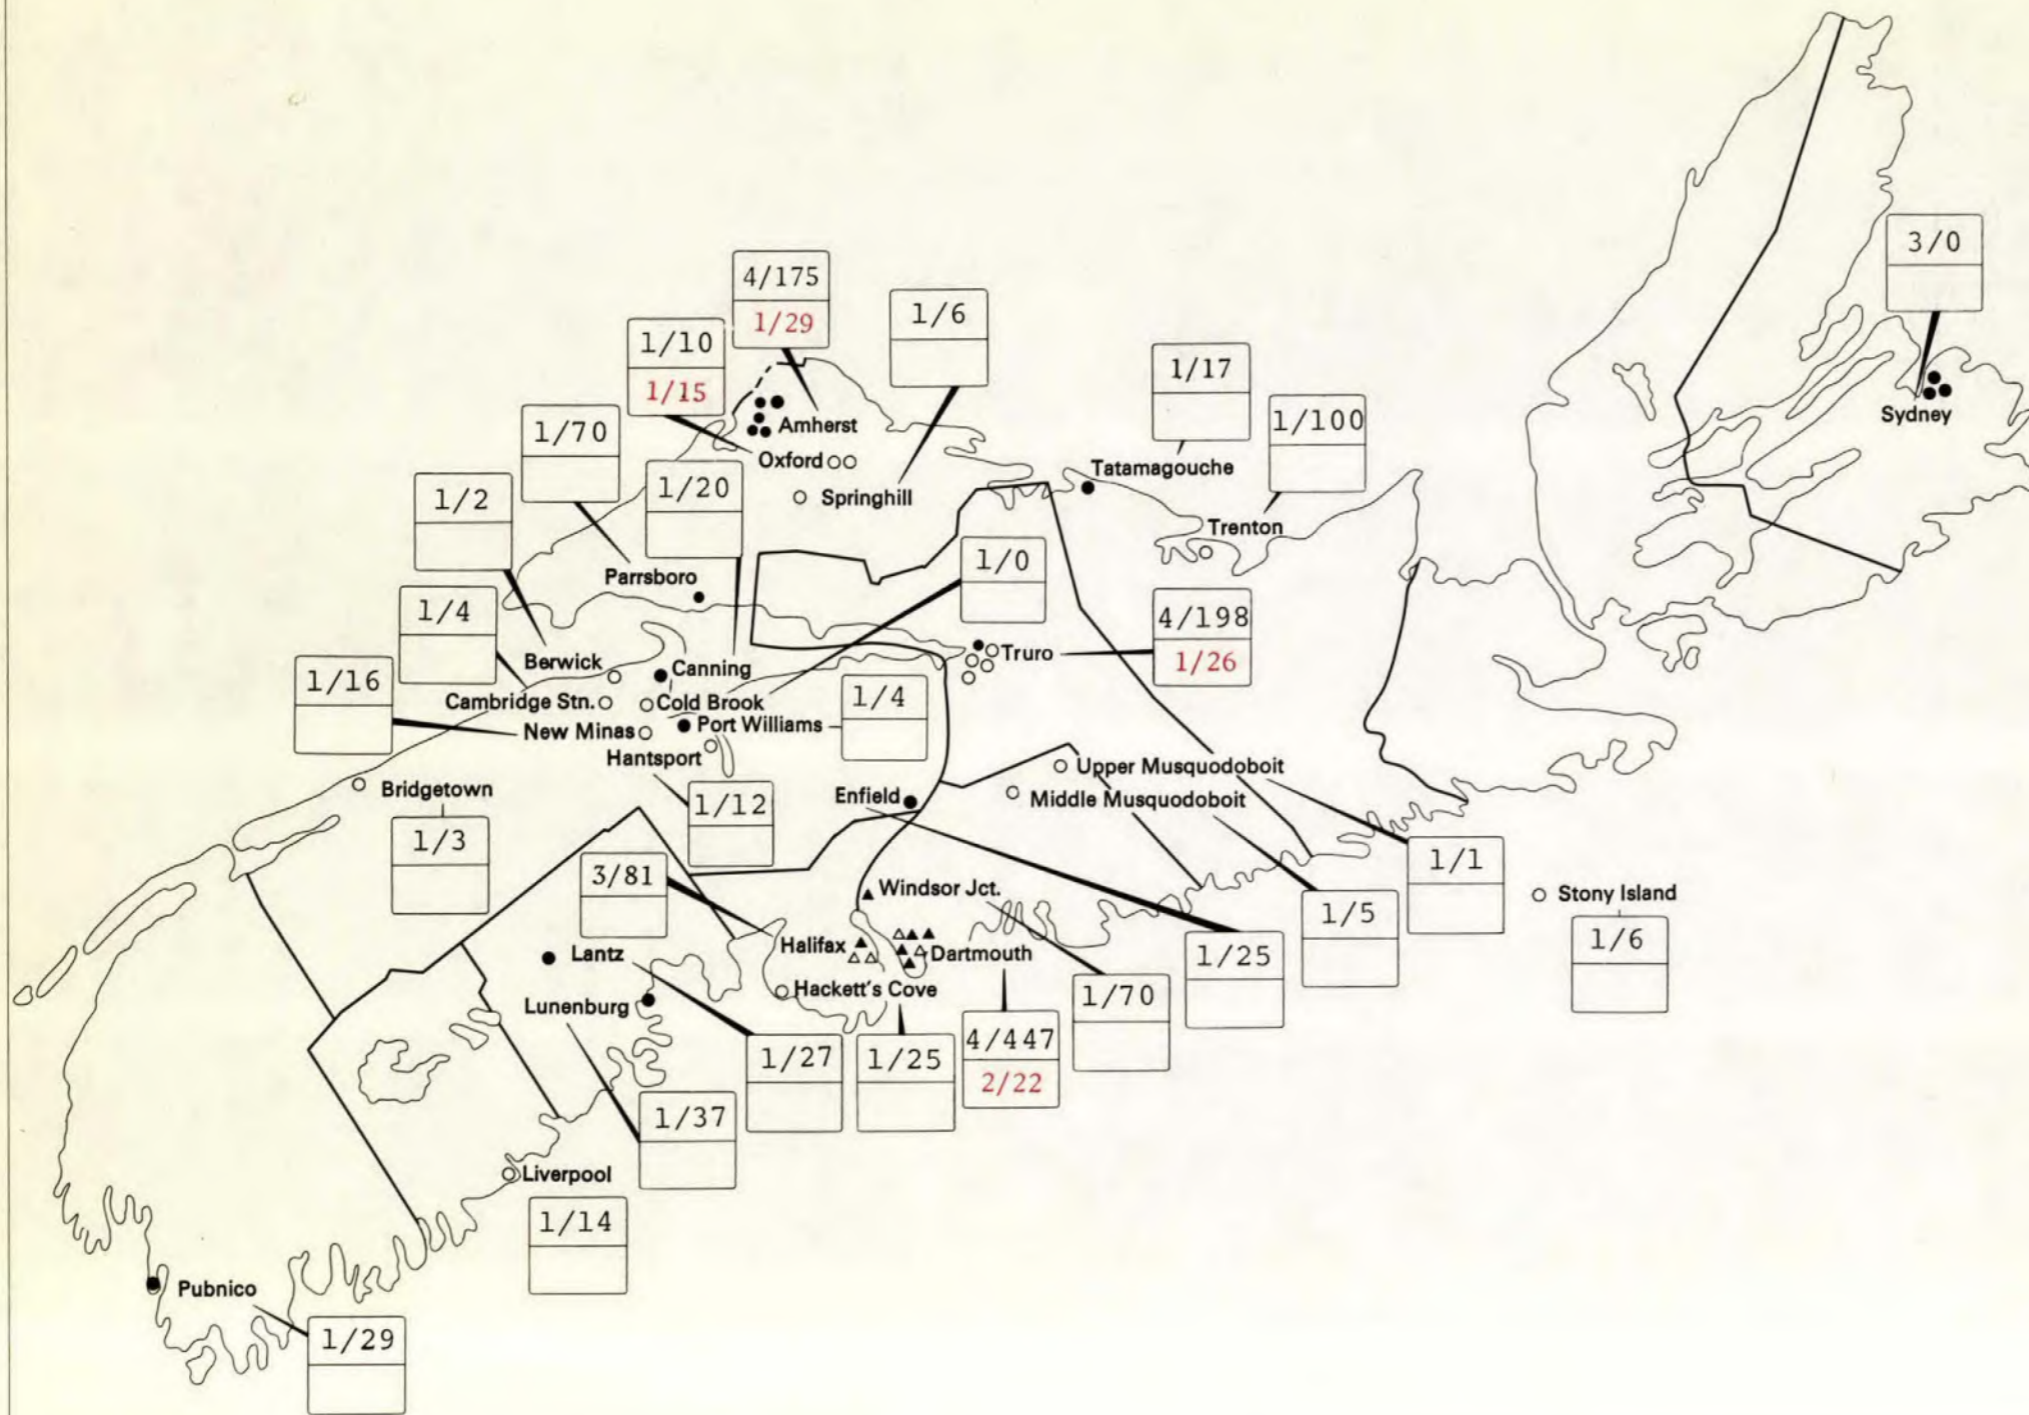 3/0
Sydney
4/175
1/29
1/6
1/10
1/15
1/17
1/100
1/70
Amherst
Oxford
Tatamagouche
1/20
Springhill
1/2
Trenton
1/0
Parrsboro
1/4
4/198
1/26
Truro
Berwick
Canning
1/16
1/4
Cambridge Stn.
Cold Brook
New Minas
Port Williams
Hantsport
Upper Musquodoboit
Bridgetown
1/12
Enfield
Middle Musquodoboit
1/3
1/1
3/81
Windsor Jct.
Stony Island
1/5
1/6
Halifax
Dartmouth
Lantz
1/25
Hackett's Cove
1/70
Lunenburg
4/447
2/22
1/27
1/25
1/37
Liverpool
1/14
Pubnico
1/29